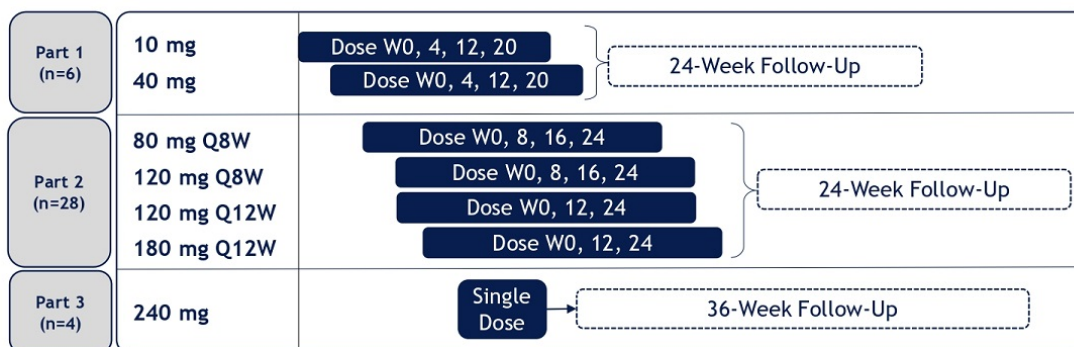 Part 1
(n=6)
10 mg
Dose W0, 4, 12, 20
40 mg
Dose W0, 4, 12, 20
24-Week Follow-Up
Part 2
(n=28)
80 mg Q8W
Dose W0, 8, 16, 24
120 mg Q8W
Dose W0, 8, 16, 24
120 mg Q12W
Dose W0, 12, 24
180 mg Q12W
Dose W0, 12, 24
24-Week Follow-Up
Part 3
(n=4)
240 mg
Single
Dose
36-Week Follow-Up